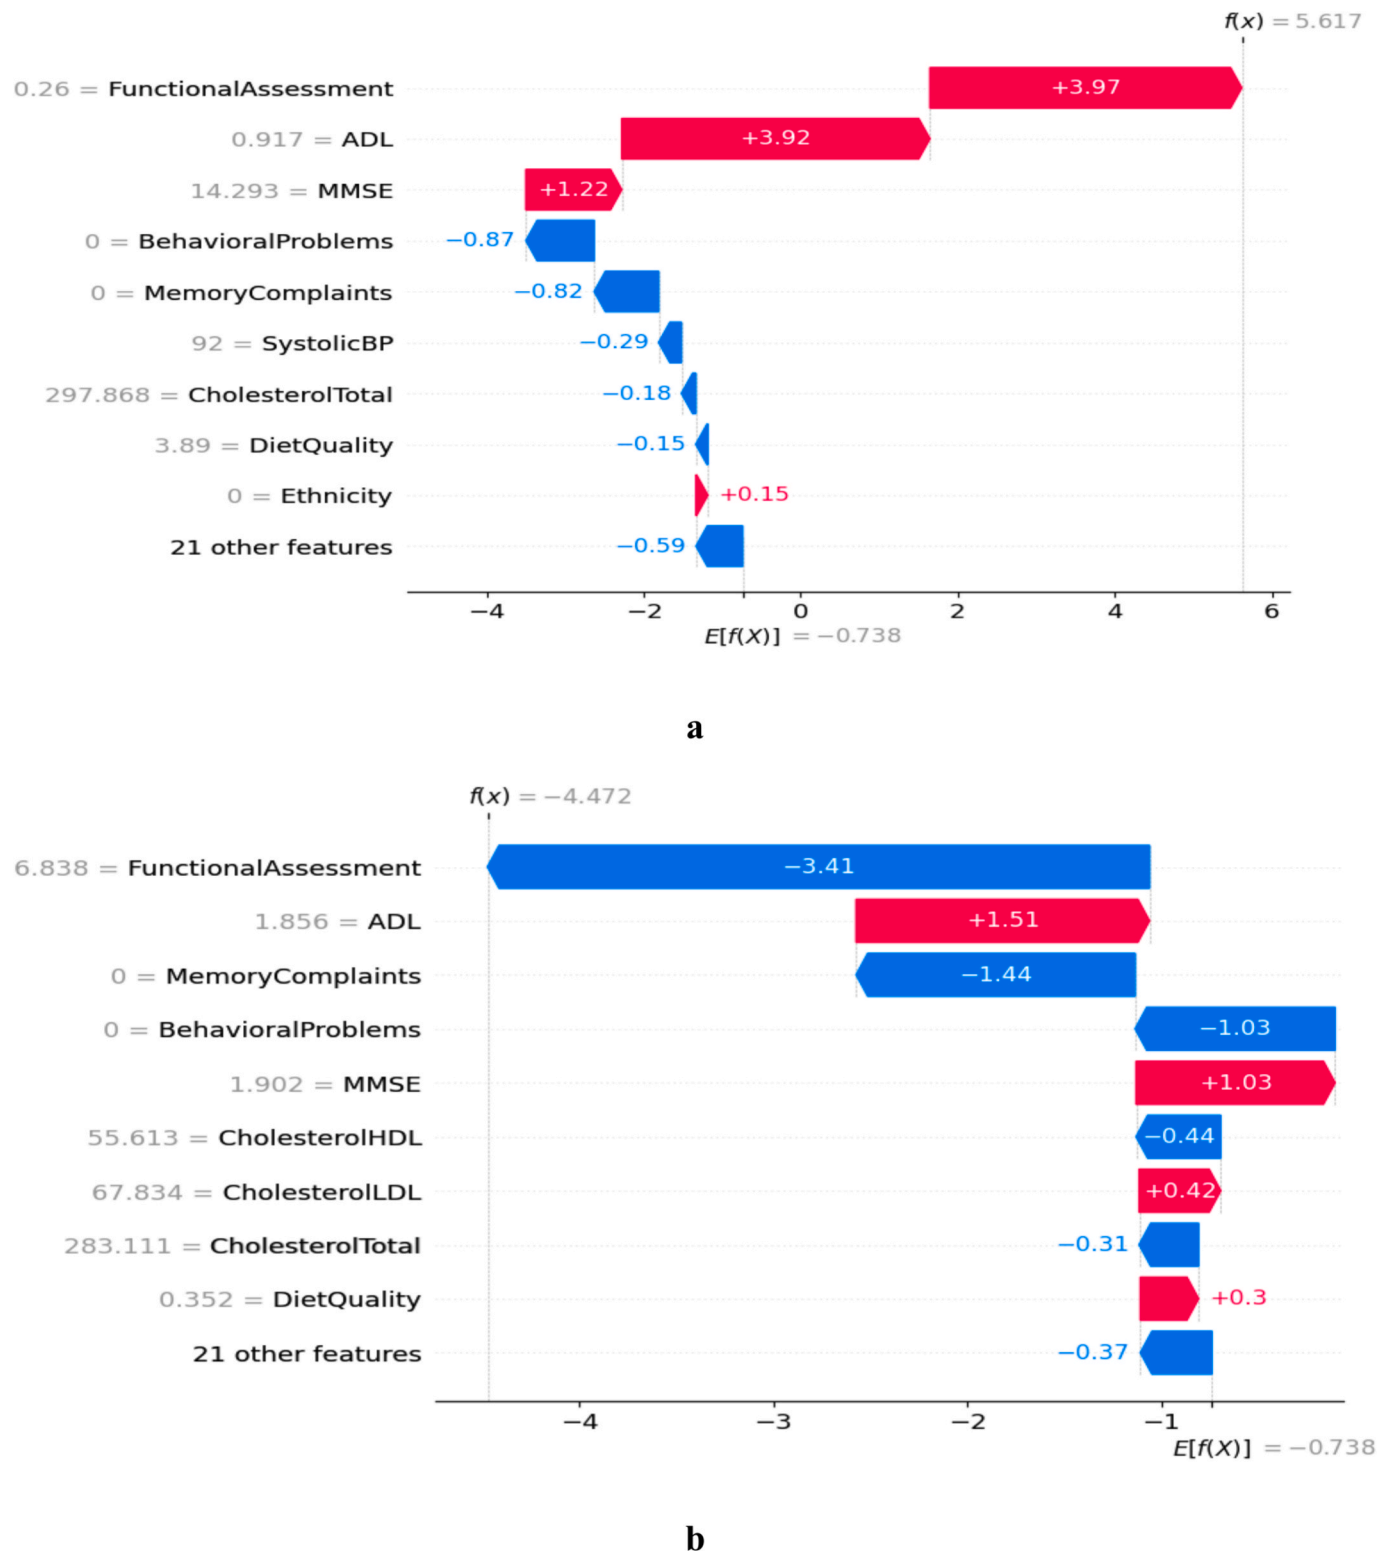 f(x) = 5.617
0.26 = FunctionalAssessment +3.97
0.917 = ADL +3.92
14.293 = MMSE +1.22
0 = BehavioralProblems −0.87
0 = MemoryComplaints −0.82
92 = SystolicBP −0.29
297.868 = CholesterolTotal −0.18
3.89 = DietQuality −0.15
0 = Ethnicity +0.15
21 other features −0.59
−4 −2 0 2 4 6
E[f(X)] = −0.738
a
f(x) = −4.472
6.838 = FunctionalAssessment −3.41
1.856 = ADL +1.51
0 = MemoryComplaints −1.44
0 = BehavioralProblems −1.03
1.902 = MMSE +1.03
55.613 = CholesterolHDL −0.44
67.834 = CholesterolLDL +0.42
283.111 = CholesterolTotal −0.31
0.352 = DietQuality +0.3
21 other features −0.37
−4 −3 −2 −1
E[f(X)] = −0.738
b